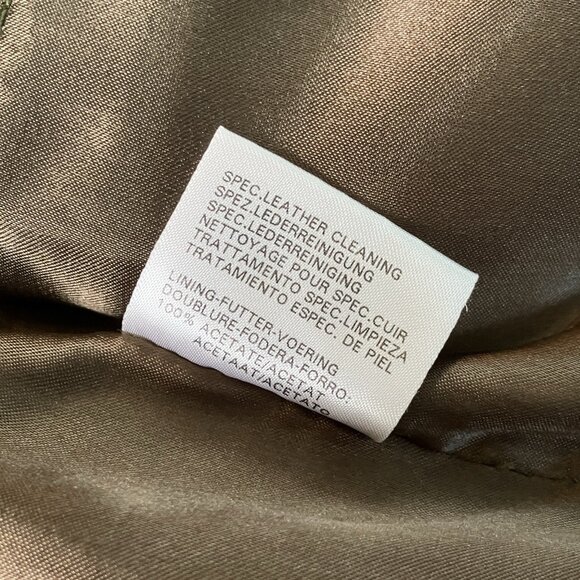 SPEC.LEATHER CLEANING
SPEZ.LEDERREINIGUNG
SPEC.LEDERREINIGING
NETTOYAGE POUR SPEC.CUIR
TRATTAMENTO SPEC.LIMPIEZA
TRATAMIENTO ESPEC. DE PIEL
LINING-FUTTER-VOERING
DOUBLURE-FODERA-FORRO:
100% ACETATE/ACETAT
ACETAAT/ACETATO